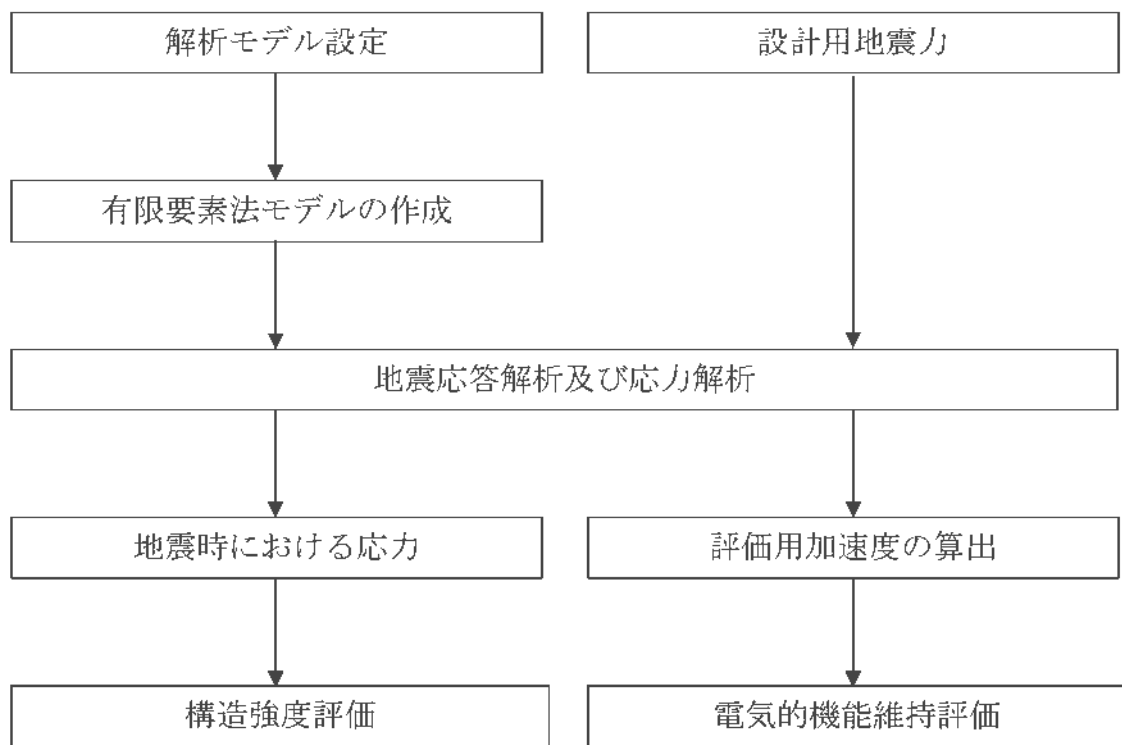 解析モデル設定
設計用地震力
有限要素法モデルの作成
地震応答解析及び応力解析
地震時における応力
評価用加速度の算出
構造強度評価
電気的機能維持評価